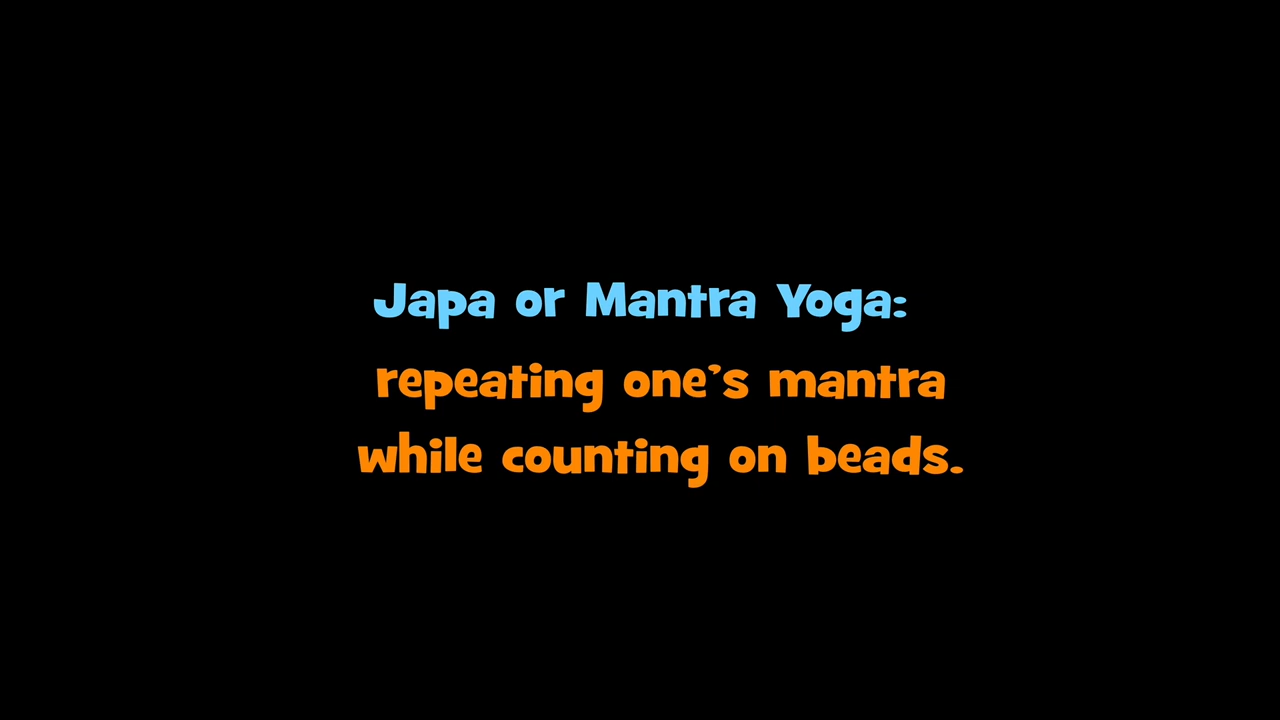 Japa or Mantra Yoga:
repeating one's mantra
while counting on beads.